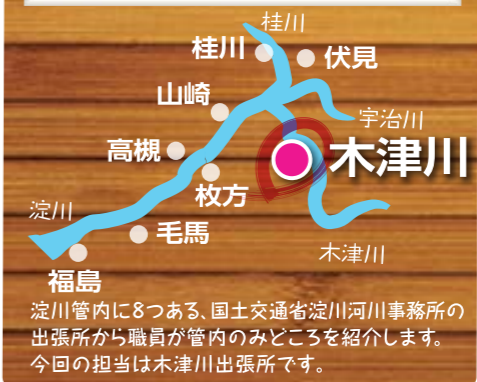 桂川
桂川
伏見
山崎
宇治川
木津川
高槻
枚方
淀川
毛馬
木津川
福島
淀川管内に8つある、国土交通省淀川河川事務所の
出張所から職員が管内のみどころを紹介します。
今回の担当は木津川出張所です。